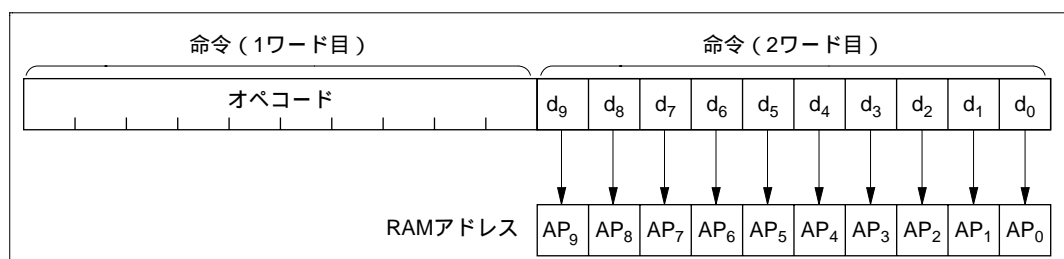 命令（1ワード目） 命令（2ワード目）
オペコード d9 d8 d7 d6 d5 d4 d3 d2 d1 d0
RAMアドレス AP9 AP8 AP7 AP6 AP5 AP4 AP3 AP2 AP1 AP0